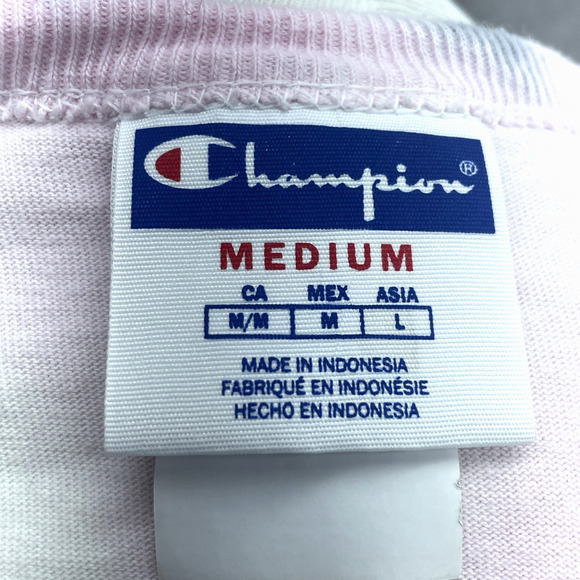 Champion®
MEDIUM
CA MEX ASIA
M/M M L
MADE IN INDONESIA
FABRIQUÉ EN INDONÉSIE
HECHO EN INDONESIA